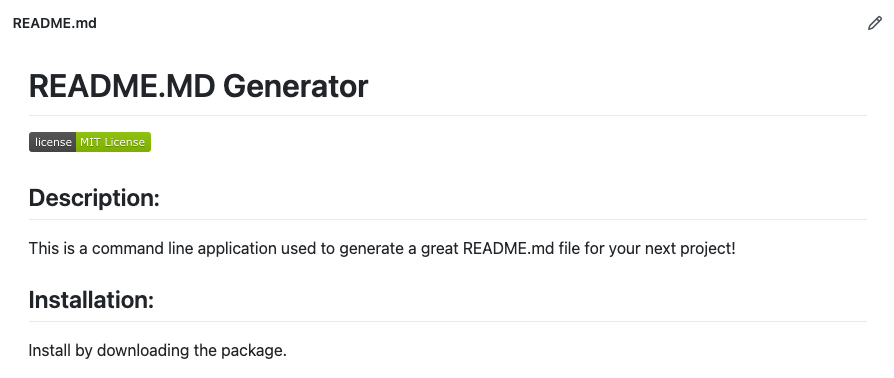 README.md
README.MD Generator
license MIT License
Description:
This is a command line application used to generate a great README.md file for your next project!
Installation:
Install by downloading the package.